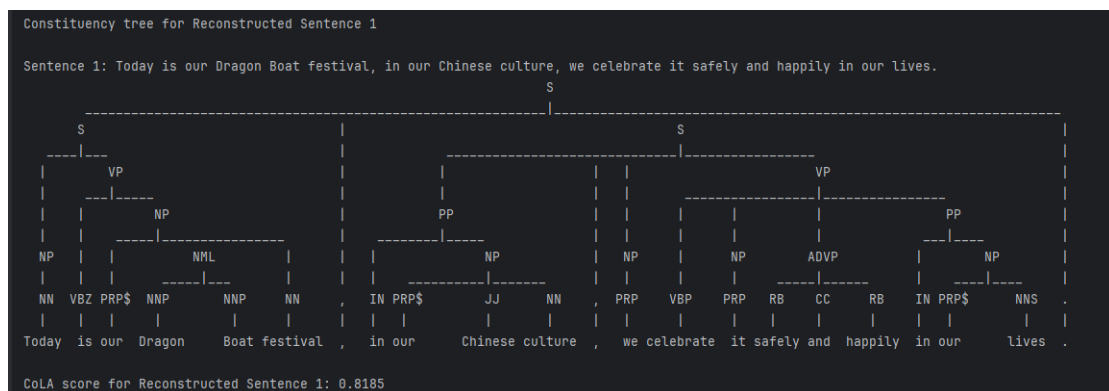 Constituency tree for Reconstructed Sentence 1
Sentence 1: Today is our Dragon Boat festival, in our Chinese culture, we celebrate it safely and happily in our lives.
S
S S
VP VP
NP PP PP
NP NML NP NP NP ADVP NP
NN VBZ PRP$ NNP NNP NN , IN PRP$ JJ NN , PRP VBP PRP RB CC RB IN PRP$ NNS .
Today is our Dragon Boat festival , in our Chinese culture , we celebrate it safely and happily in our lives .
CoLA score for Reconstructed Sentence 1: 0.8185